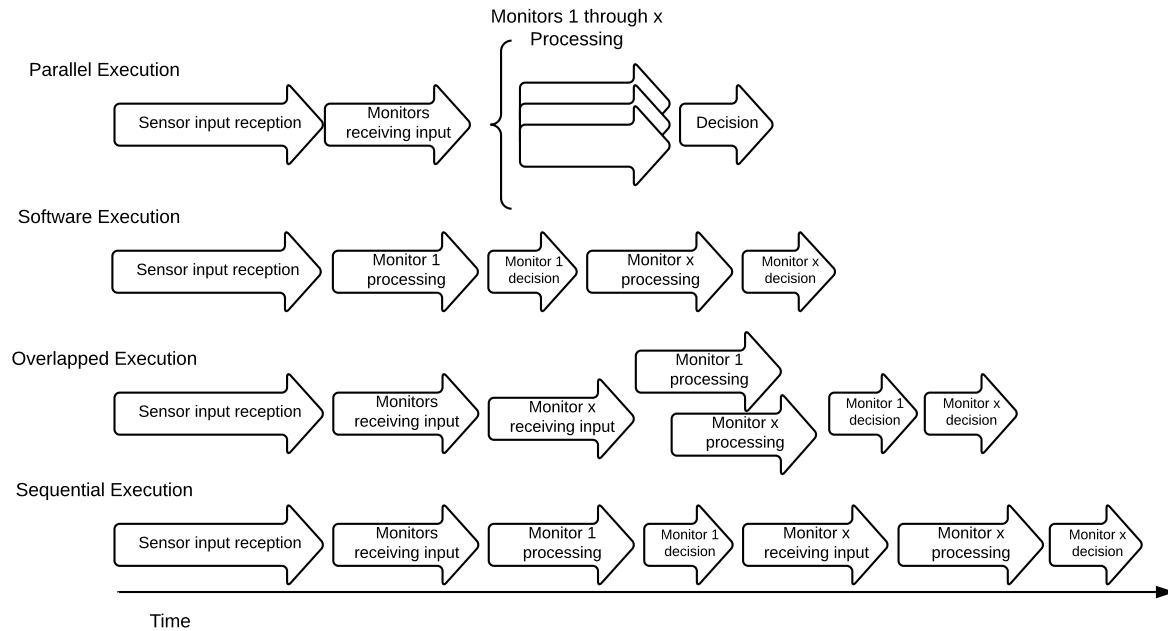 Monitors 1 through x
Processing
Parallel Execution
Sensor input reception
Monitors
receiving input
Decision
Software Execution
Sensor input reception
Monitor 1
processing
Monitor 1
decision
Monitor x
processing
Monitor x
decision
Overlapped Execution
Sensor input reception
Monitors
receiving input
Monitor x
receiving input
Monitor 1
processing
Monitor x
processing
Monitor 1
decision
Monitor x
decision
Sequential Execution
Sensor input reception
Monitors
receiving input
Monitor 1
processing
Monitor 1
decision
Monitor x
receiving input
Monitor x
processing
Monitor x
decision
Time